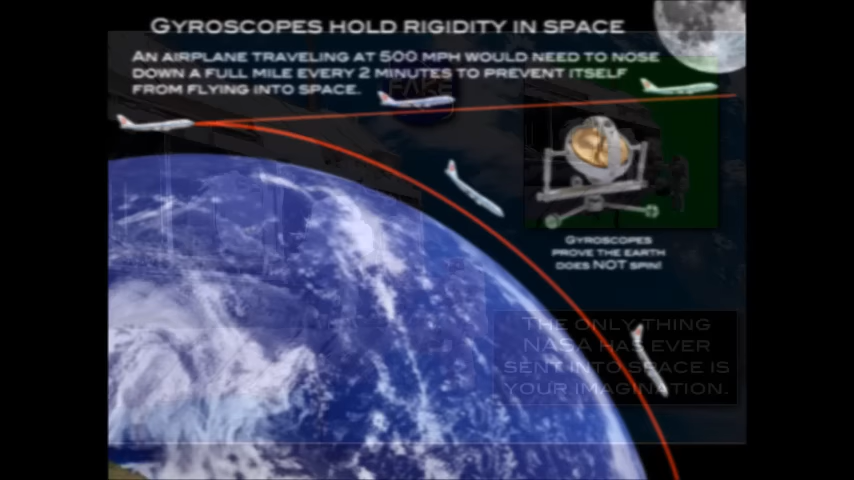 GYROSCOPES HOLD RIGIDITY IN SPACE
AN AIRPLANE TRAVELING AT 500 MPH WOULD NEED TO NOSE
DOWN A FULL MILE EVERY 2 MINUTES TO PREVENT ITSELF
FROM FLYING INTO SPACE.
FAKE
GYROSCOPES
PROVE THE EARTH
DOES NOT SPIN!
THE ONLY THING
NASA HAS EVER
SENT INTO SPACE IS
YOUR IMAGINATION.